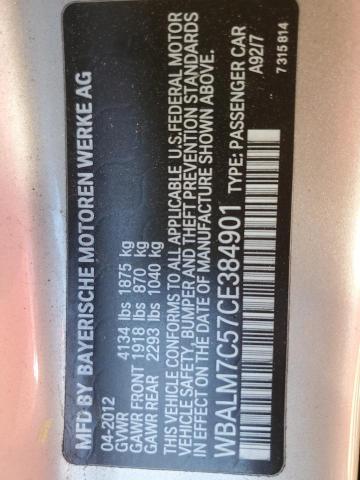 MFD BY BAYERISCHE MOTOREN WERKE AG
04-2012
GVWR 4134 lbs 1875 kg
GAWR FRONT 1918 lbs 870 kg
GAWR REAR 2293 lbs 1040 kg
THIS VEHICLE CONFORMS TO ALL APPLICABLE U.S. FEDERAL MOTOR
VEHICLE SAFETY, BUMPER AND THEFT PREVENTION STANDARDS
IN EFFECT ON THE DATE OF MANUFACTURE SHOWN ABOVE.
WBALM7C57CE384901 TYPE: PASSENGER CAR
A92/7
7 315 814